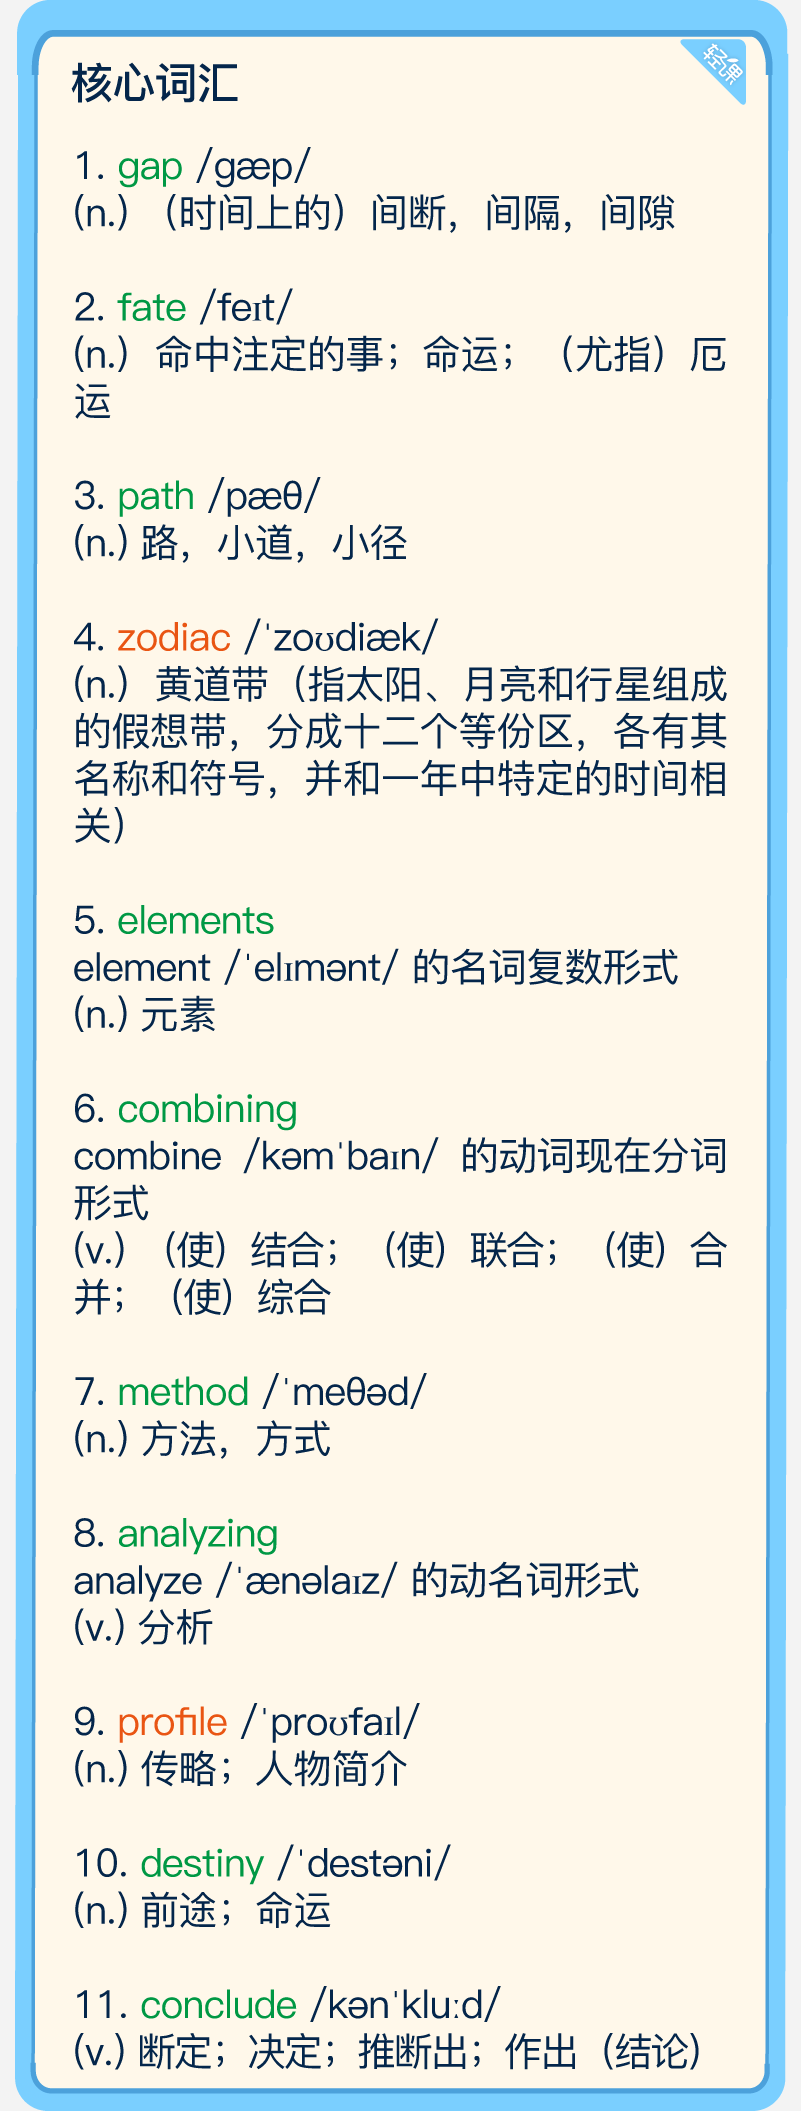 核心词汇
轻课
1. gap /gæp/
(n.) （时间上的）间断，间隔，间隙
2. fate /feɪt/
(n.) 命中注定的事；命运；（尤指）厄
运
3. path /pæθ/
(n.) 路，小道，小径
4. zodiac /ˈzoʊdiæk/
(n.) 黄道带（指太阳、月亮和行星组成
的假想带，分成十二个等份区，各有其
名称和符号，并和一年中特定的时间相
关）
5. elements
element /ˈelɪmənt/ 的名词复数形式
(n.) 元素
6. combining
combine /kəmˈbaɪn/ 的动词现在分词
形式
(v.) （使）结合；（使）联合；（使）合
并；（使）综合
7. method /ˈmeθəd/
(n.) 方法，方式
8. analyzing
analyze /ˈænəlaɪz/ 的动名词形式
(v.) 分析
9. profile /ˈproʊfaɪl/
(n.) 传略；人物简介
10. destiny /ˈdestəni/
(n.) 前途；命运
11. conclude /kənˈkluːd/
(v.) 断定；决定；推断出；作出（结论）